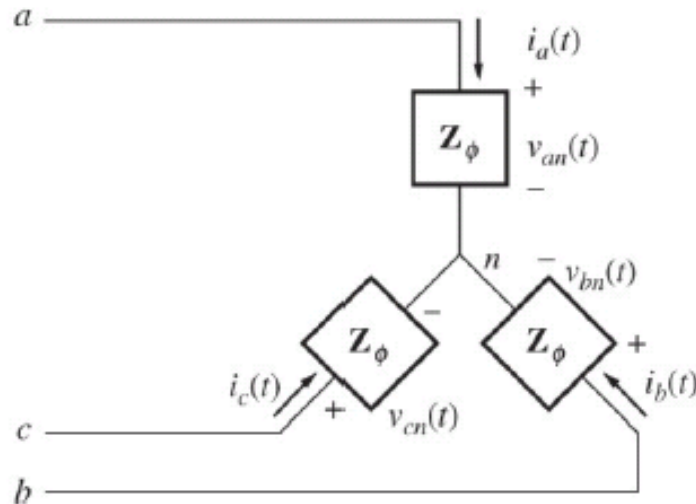 a
i_a(t)
+
Z_ϕ
v_an(t)
−
n
−
v_bn(t)
−
Z_ϕ
Z_ϕ
+
i_c(t)
+
v_cn(t)
i_b(t)
c
b